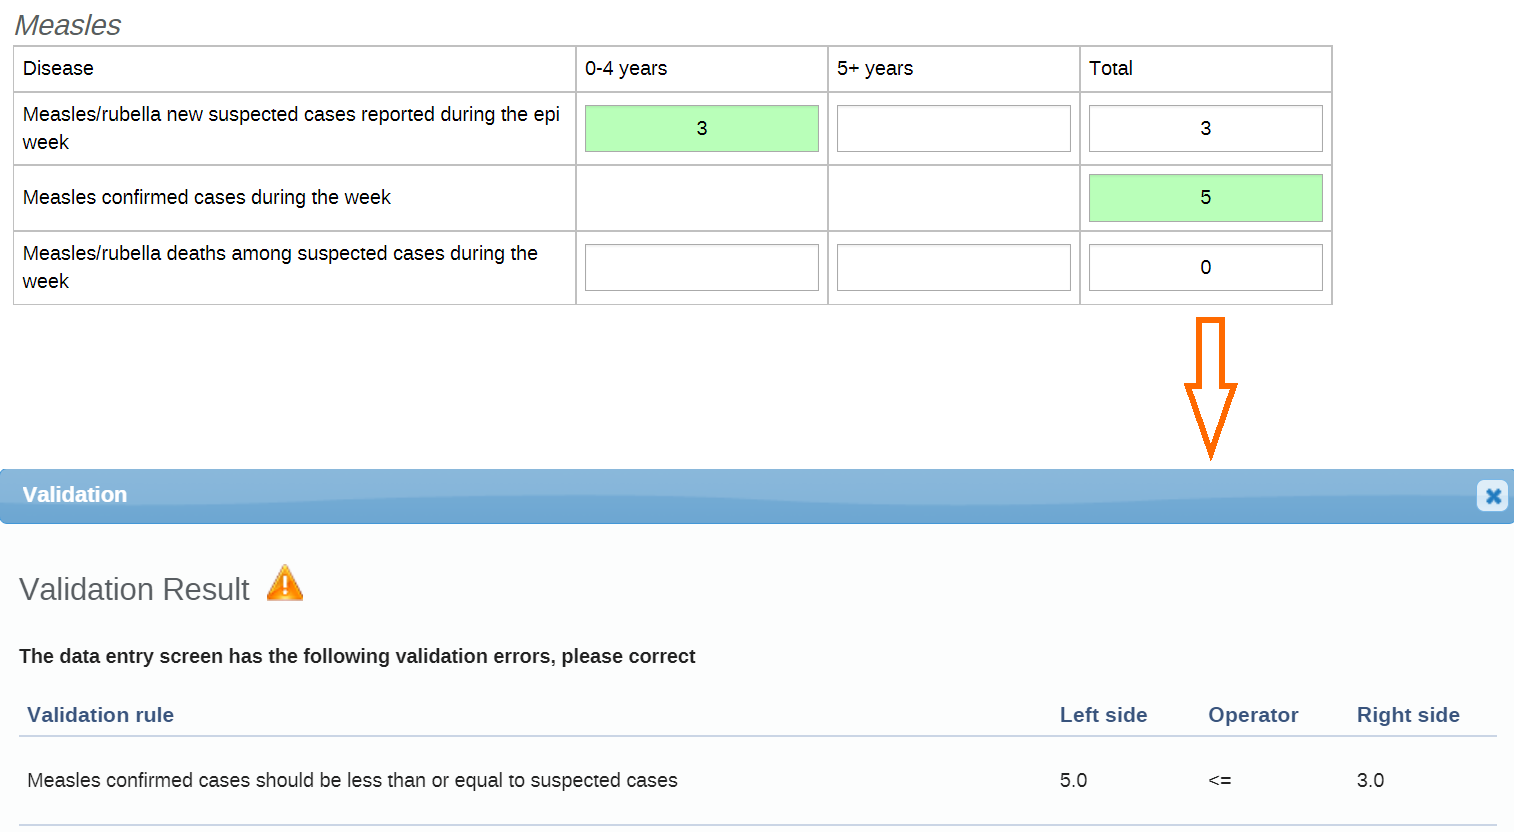 Measles
Disease 0-4 years 5+ years Total
Measles/rubella new suspected cases reported during the epi
week
3 3
Measles confirmed cases during the week 5
Measles/rubella deaths among suspected cases during the
week
0
Validation
Validation Result
The data entry screen has the following validation errors, please correct
Validation rule Left side Operator Right side
Measles confirmed cases should be less than or equal to suspected cases 5.0 <= 3.0